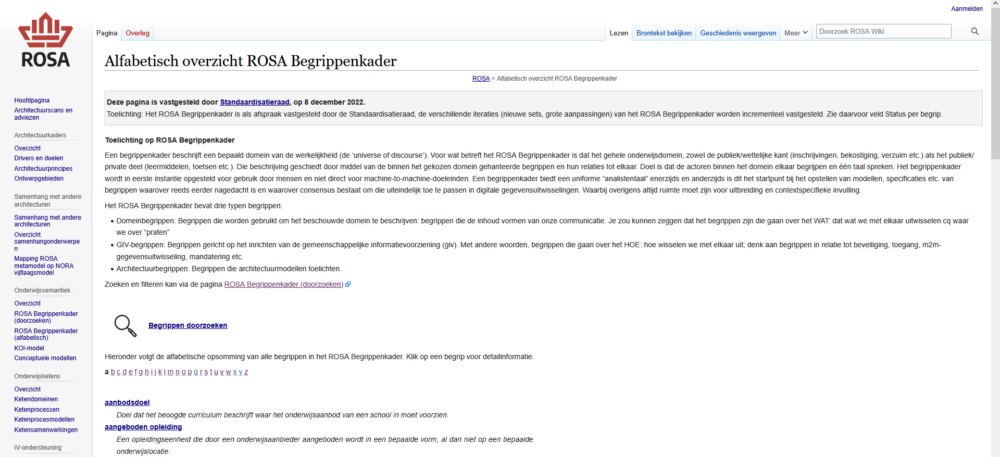 Aanmelden
ROSA
Pagina
Overleg
Lezen
Brontekst bekijken
Geschiedenis weergeven
Meer
Doorzoek ROSA Wiki
Alfabetisch overzicht ROSA Begrippenkader
ROSA > Alfabetisch overzicht ROSA Begrippenkader
Hoofdpagina
Architectuurscans en
adviezen
Architectuurkaders
Overzicht
Drivers en doelen
Architectuurprincipes
Ontwerpgebieden
Samenhang met andere
architecturen
Samenhang met andere
architecturen
Overzicht
samenhangonderwerpe
n
Mapping ROSA
metamodel op NORA
vijflaagsmodel
Onderwijssemantiek
Overzicht
ROSA Begrippenkader
(doorzoeken)
ROSA Begrippenkader
(alfabetisch)
KOI-model
Conceptuele modellen
Onderwijsketens
Overzicht
Ketendomeinen
Ketenprocessen
Ketenprocesmodellen
Ketensamenwerkingen
IV-ondersteuning
Deze pagina is vastgesteld door Standaardisatieraad, op 8 december 2022.
Toelichting: Het ROSA Begrippenkader is als afspraak vastgesteld door de Standaardisatieraad, de verschillende iteraties (nieuwe sets, grote aanpassingen) van het ROSA Begrippenkader worden incrementeel vastgesteld. Zie daarvoor veld Status per begrip.
Toelichting op ROSA Begrippenkader
Een begrippenkader beschrijft een bepaald domein van de werkelijkheid (de ‘universe of discourse’). Voor wat betreft het ROSA Begrippenkader is dat het gehele onderwijsdomein, zowel de publiek/wettelijke kant (inschrijvingen, bekostiging, verzuim etc.) als het publiek/
private deel (leermiddelen, toetsen etc.). Die beschrijving geschiedt door middel van de binnen het gekozen domein gehanteerde begrippen en hun relaties tot elkaar. Doel is dat de actoren binnen het domein elkaar begrijpen en één taal spreken. Het begrippenkader
wordt in eerste instantie opgesteld voor gebruik door mensen en niet direct voor machine-to-machine-doeleinden. Een begrippenkader biedt een uniforme “analistentaal” enerzijds en anderzijds is dit het startpunt bij het opstellen van modellen, specificaties etc. van
begrippen waarover reeds eerder nagedacht is en waarover consensus bestaat om die uiteindelijk toe te passen in digitale gegevensuitwisselingen. Waarbij overigens altijd ruimte moet zijn voor uitbreiding en contextspecifieke invulling.
Het ROSA Begrippenkader bevat drie typen begrippen:
• Domeinbegrippen: Begrippen die worden gebruikt om het beschouwde domein te beschrijven: begrippen die de inhoud vormen van onze communicatie. Je zou kunnen zeggen dat het begrippen zijn die gaan over het WAT: dat wat we met elkaar uitwisselen cq waar
we over “praten”
• GIV-begrippen: Begrippen gericht op het inrichten van de gemeenschappelijke informatievoorziening (giv). Met andere woorden, begrippen die gaan over het HOE: hoe wisselen we met elkaar uit; denk aan begrippen in relatie tot beveiliging, toegang, m2m-
gegevensuitwisseling, mandatering etc.
• Architectuurbegrippen: Begrippen die architectuurmodellen toelichten.
Zoeken en filteren kan via de pagina ROSA Begrippenkader (doorzoeken)
Begrippen doorzoeken
Hieronder volgt de alfabetische opsomming van alle begrippen in het ROSA Begrippenkader. Klik op een begrip voor detailinformatie.
a b c d e f g h i j k l m n o p q r s t u v w x y z
aanbodsdoel
Doel dat het beoogde curriculum beschrijft waar het onderwijsaanbod van een school in moet voorzien.
aangeboden opleiding
Een opleidingseenheid die door een onderwijsaanbieder aangeboden wordt in een bepaalde vorm, al dan niet op een bepaalde
onderwijslocatie.